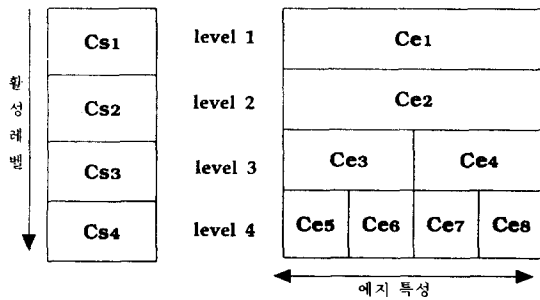 Cs1 level 1 Ce1
Cs2 level 2 Ce2
Cs3 level 3 Ce3 Ce4
Cs4 level 4 Ce5 Ce6 Ce7 Ce8
활성레벨
에지 특성